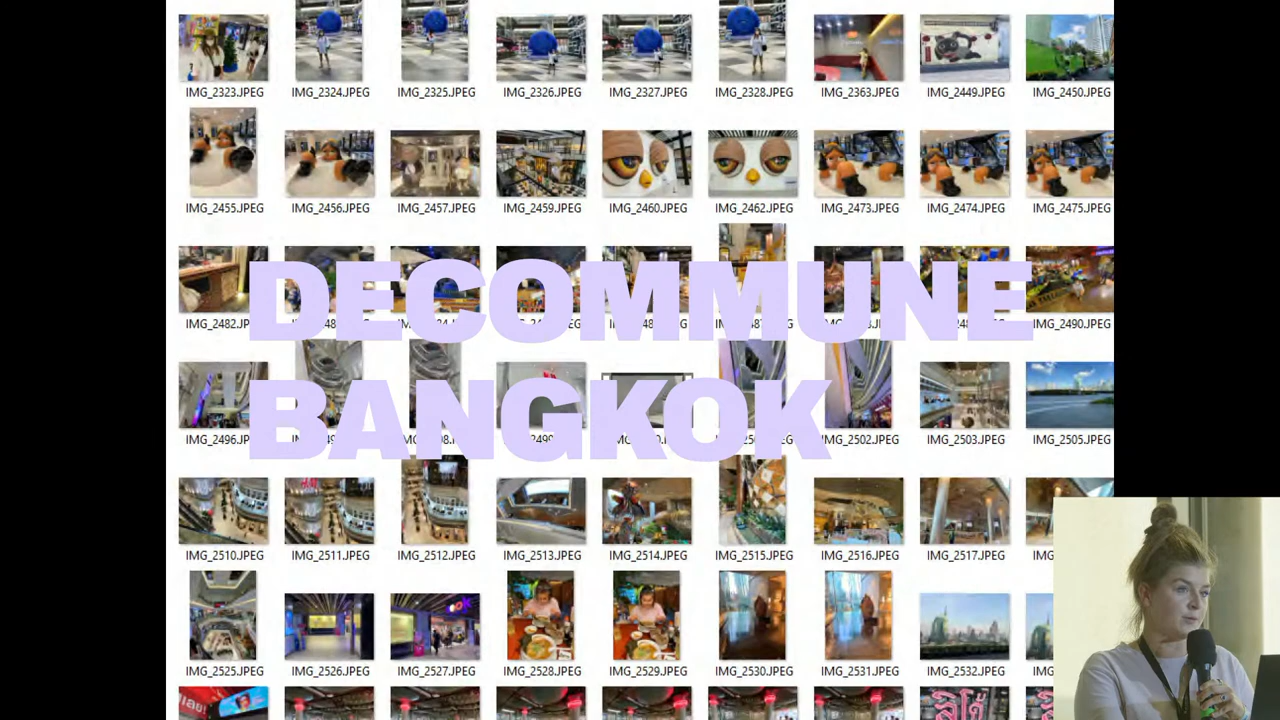 IMG_2323.JPEG IMG_2324.JPEG IMG_2325.JPEG IMG_2326.JPEG IMG_2327.JPEG IMG_2328.JPEG IMG_2363.JPEG IMG_2449.JPEG IMG_2450.JPEG
IMG_2455.JPEG IMG_2456.JPEG IMG_2457.JPEG IMG_2459.JPEG IMG_2460.JPEG IMG_2462.JPEG IMG_2473.JPEG IMG_2474.JPEG IMG_2475.JPEG
DECOMMUNE
IMG_2490.JPEG
BANGKOK
IMG_2502.JPEG IMG_2503.JPEG IMG_2505.JPEG
IMG_2510.JPEG IMG_2511.JPEG IMG_2512.JPEG IMG_2513.JPEG IMG_2514.JPEG IMG_2515.JPEG IMG_2516.JPEG IMG_2517.JPEG
IMG_2525.JPEG IMG_2526.JPEG IMG_2527.JPEG IMG_2528.JPEG IMG_2529.JPEG IMG_2530.JPEG IMG_2531.JPEG IMG_2532.JPEG